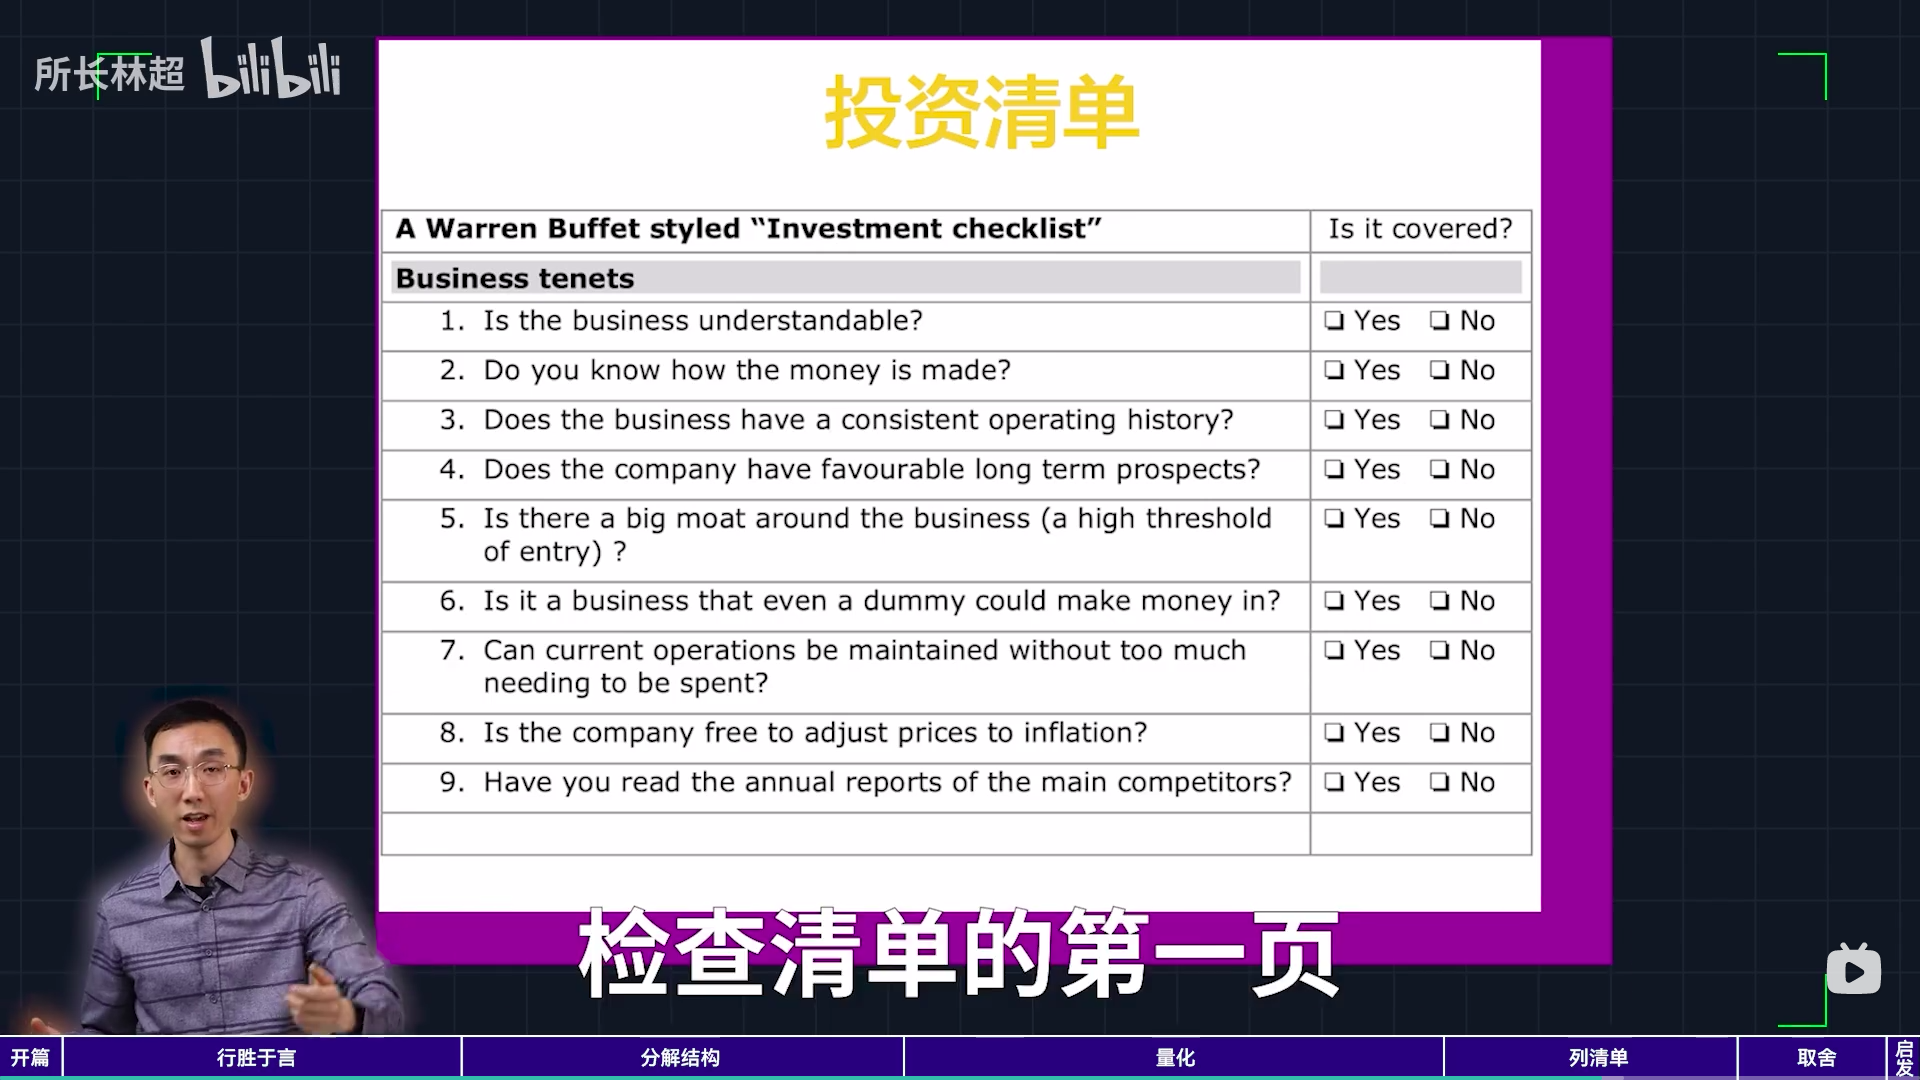 所长林超 bilibili
投资清单
A Warren Buffet styled “Investment checklist” Is it covered?
Business tenets
1. Is the business understandable? ❏ Yes ❏ No
2. Do you know how the money is made? ❏ Yes ❏ No
3. Does the business have a consistent operating history? ❏ Yes ❏ No
4. Does the company have favourable long term prospects? ❏ Yes ❏ No
5. Is there a big moat around the business (a high threshold ❏ Yes ❏ No
of entry) ?
6. Is it a business that even a dummy could make money in? ❏ Yes ❏ No
7. Can current operations be maintained without too much ❏ Yes ❏ No
needing to be spent?
8. Is the company free to adjust prices to inflation? ❏ Yes ❏ No
9. Have you read the annual reports of the main competitors? ❏ Yes ❏ No
检查清单的第一页
开篇 行胜于言 分解结构 量化 列清单 取舍 启发